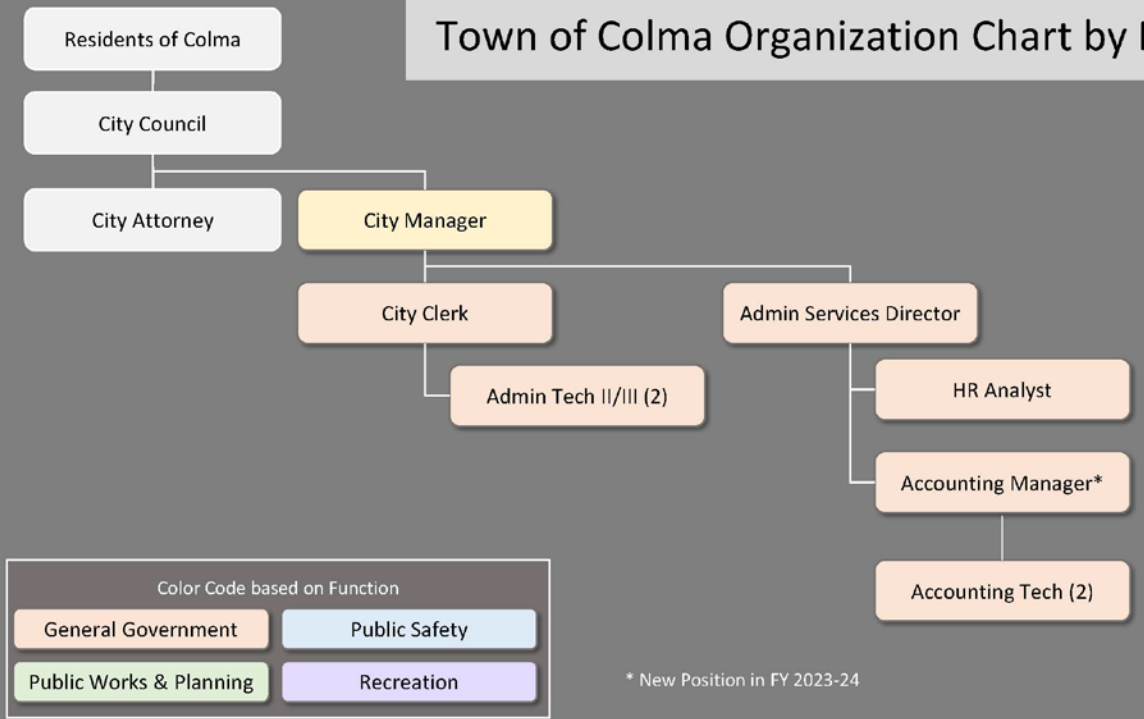 Town of Colma Organization Chart by
Residents of Colma
City Council
City Attorney
City Manager
City Clerk
Admin Services Director
Admin Tech II/III (2)
HR Analyst
Accounting Manager*
Accounting Tech (2)
Color Code based on Function
General Government
Public Safety
Public Works & Planning
Recreation
* New Position in FY 2023-24